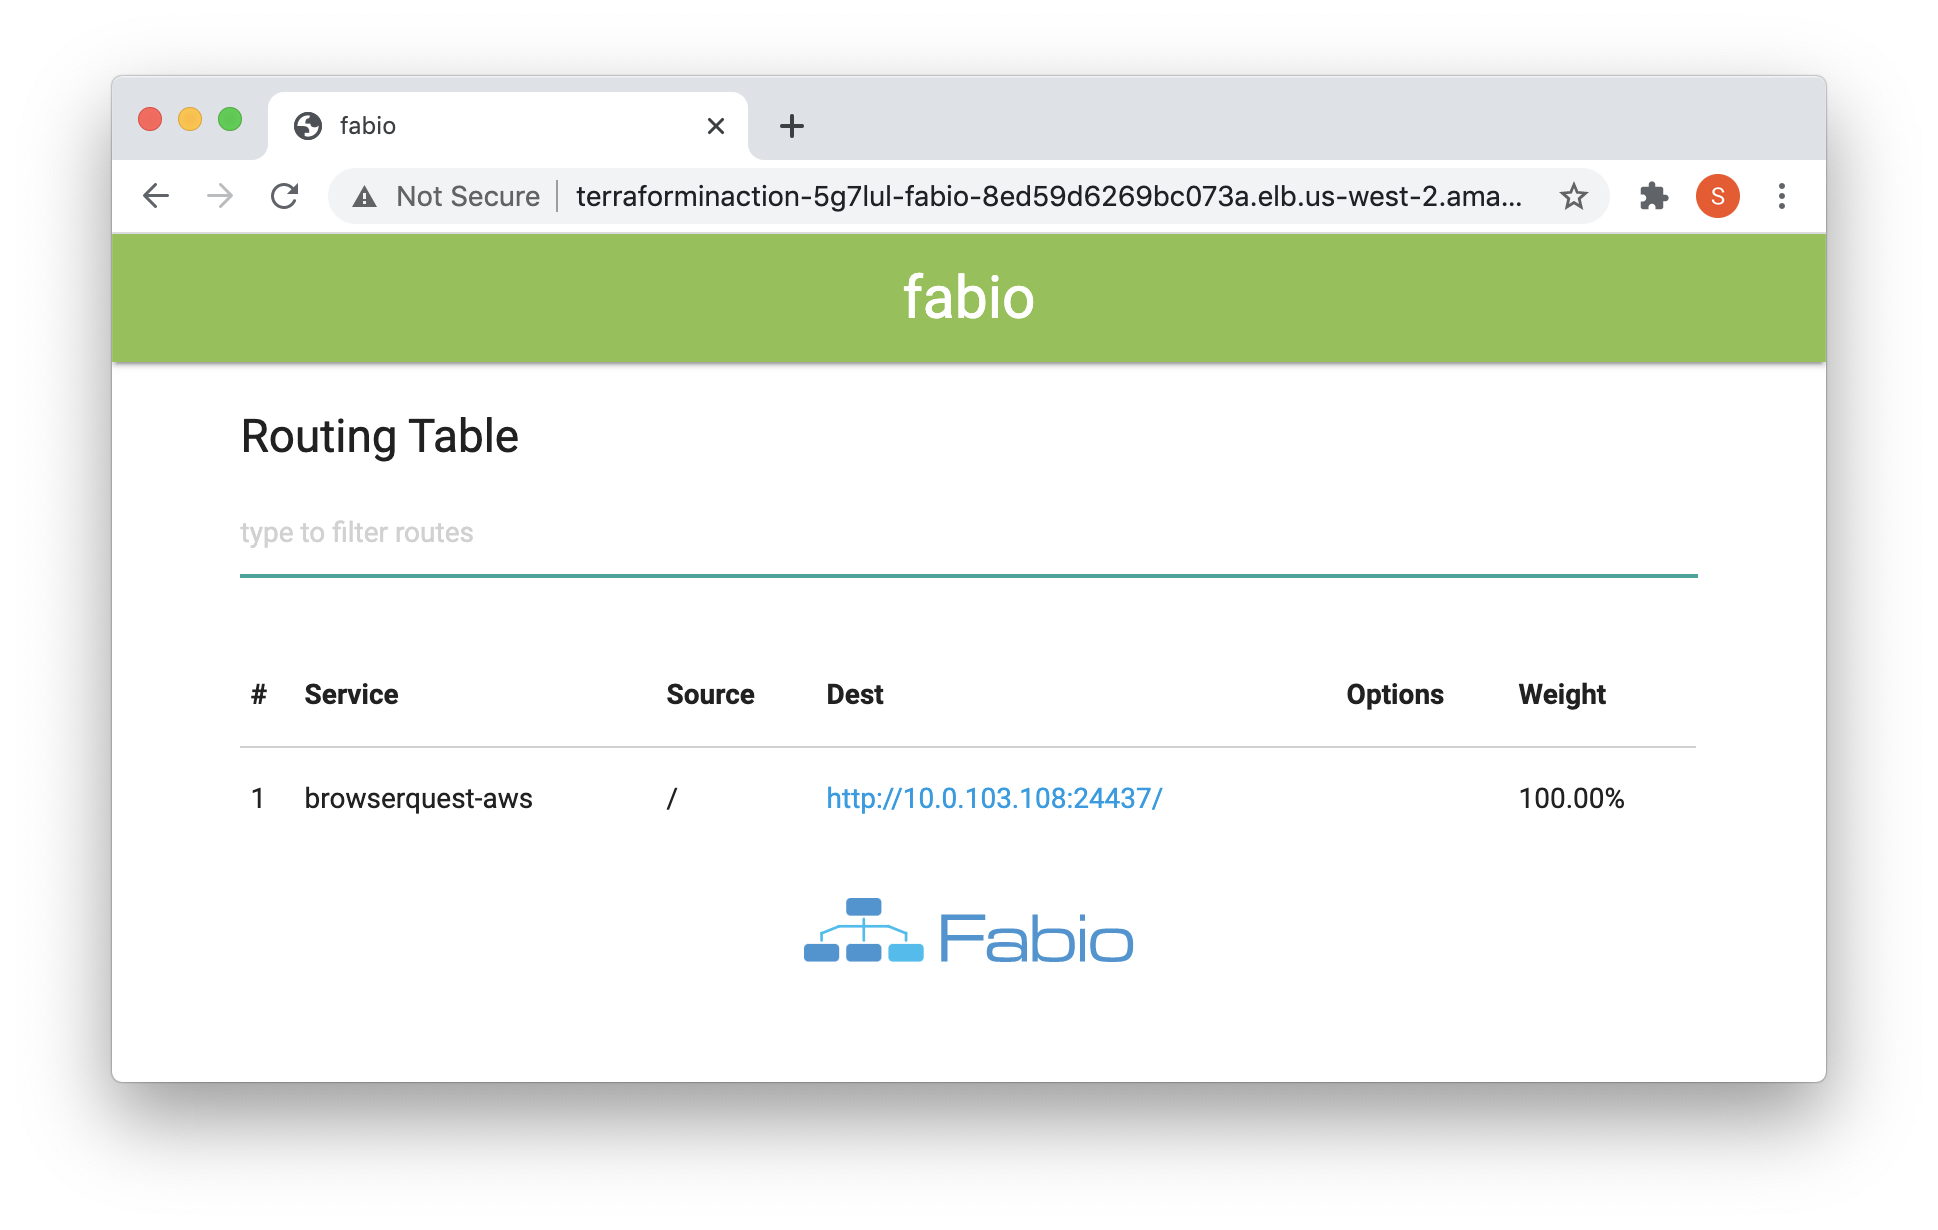 fabio
Not Secure terraforminaction-5g7lul-fabio-8ed59d6269bc073a.elb.us-west-2.ama... S
fabio
Routing Table
type to filter routes
# Service Source Dest Options Weight
1 browserquest-aws / http://10.0.103.108:24437/ 100.00%
Fabio